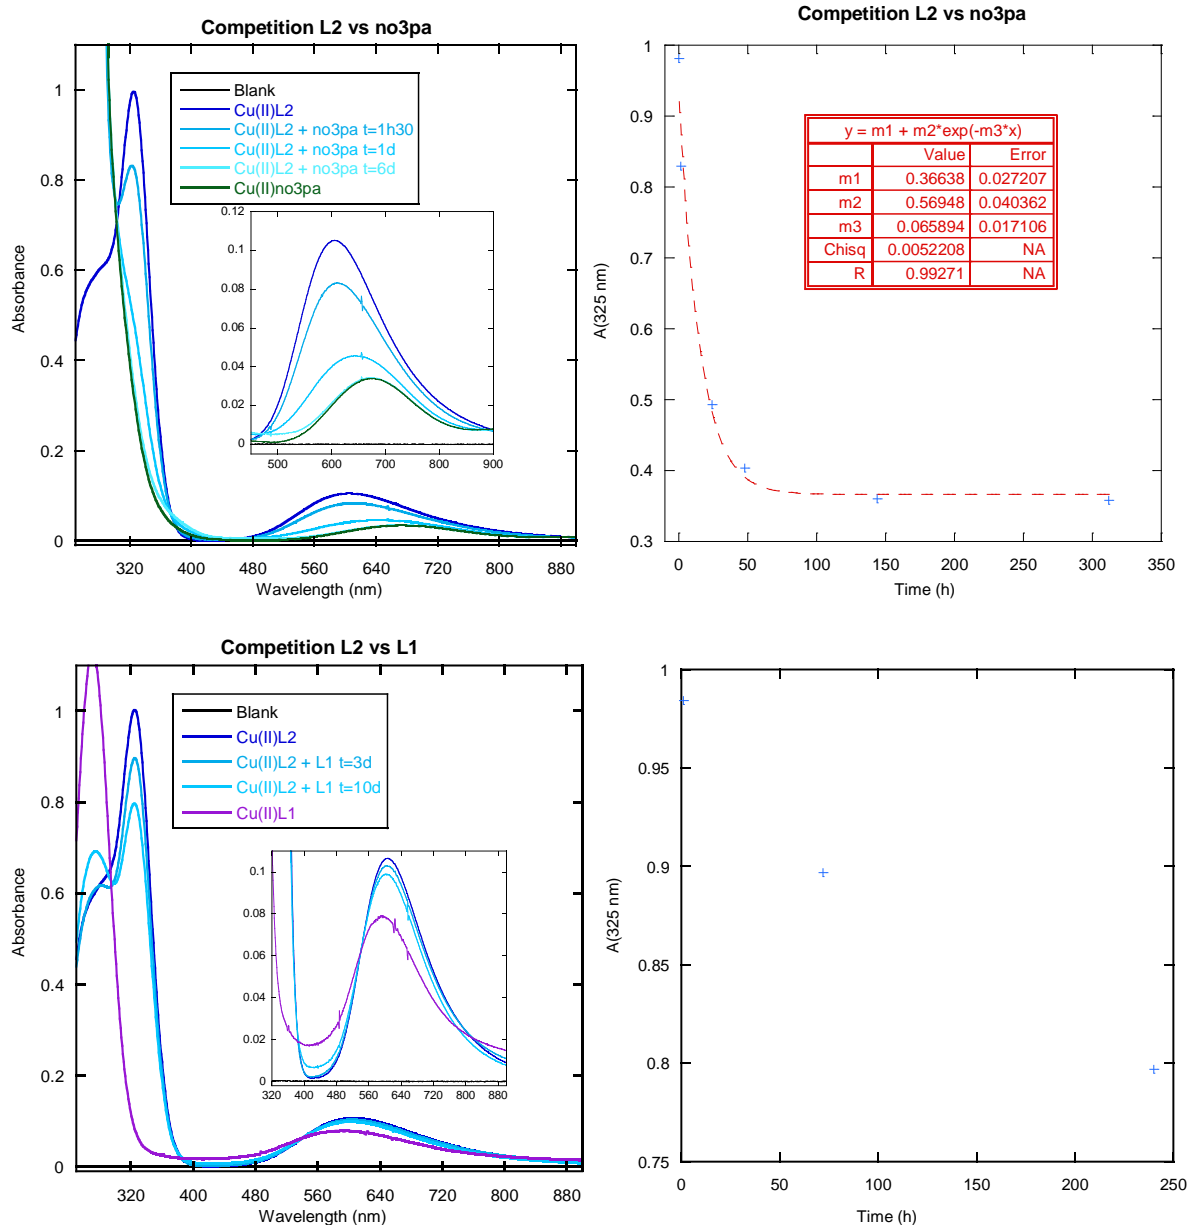 Competition L2 vs no3pa
Blank
Cu(II)L2
Cu(II)L2 + no3pa t=1h30
Cu(II)L2 + no3pa t=1d
Cu(II)L2 + no3pa t=6d
Cu(II)no3pa
1
0.8
0.6
0.4
0.2
0
Absorbance
0.12
0.1
0.08
0.06
0.04
0.02
0
500 600 700 800 900
320 400 480 560 640 720 800 880
Wavelength (nm)
Competition L2 vs no3pa
1
0.9
0.8
0.7
0.6
0.5
0.4
0.3
A(325 nm)
y = m1 + m2*exp(-m3*x)
Value Error
m1 0.36638 0.027207
m2 0.56948 0.040362
m3 0.065894 0.017106
Chisq 0.0052208 NA
R 0.99271 NA
0 50 100 150 200 250 300 350
Time (h)
Competition L2 vs L1
Blank
Cu(II)L2
Cu(II)L2 + L1 t=3d
Cu(II)L2 + L1 t=10d
Cu(II)L1
1
0.8
0.6
0.4
0.2
0
Absorbance
0.1
0.08
0.06
0.04
0.02
0
320 400 480 560 640 720 800 880
320 400 480 560 640 720 800 880
Wavelength (nm)
1
0.95
0.9
0.85
0.8
0.75
A(325 nm)
0 50 100 150 200 250
Time (h)